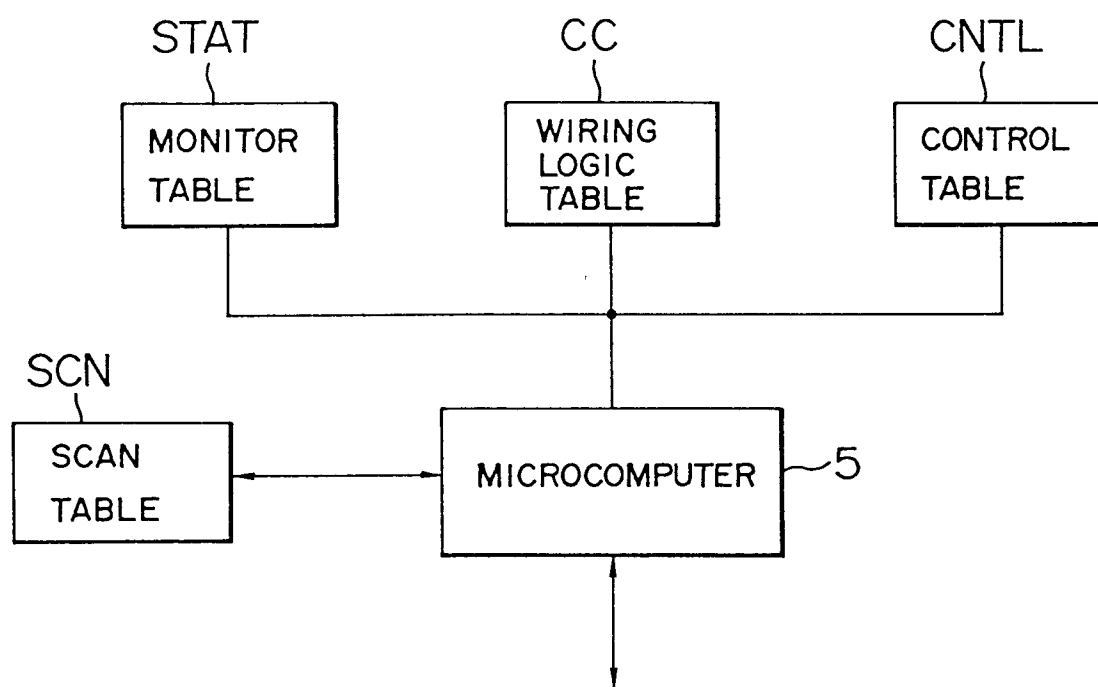 STAT
CC
CNTL
MONITOR
TABLE
WIRING
LOGIC
TABLE
CONTROL
TABLE
SCN
SCAN
TABLE
MICROCOMPUTER
5